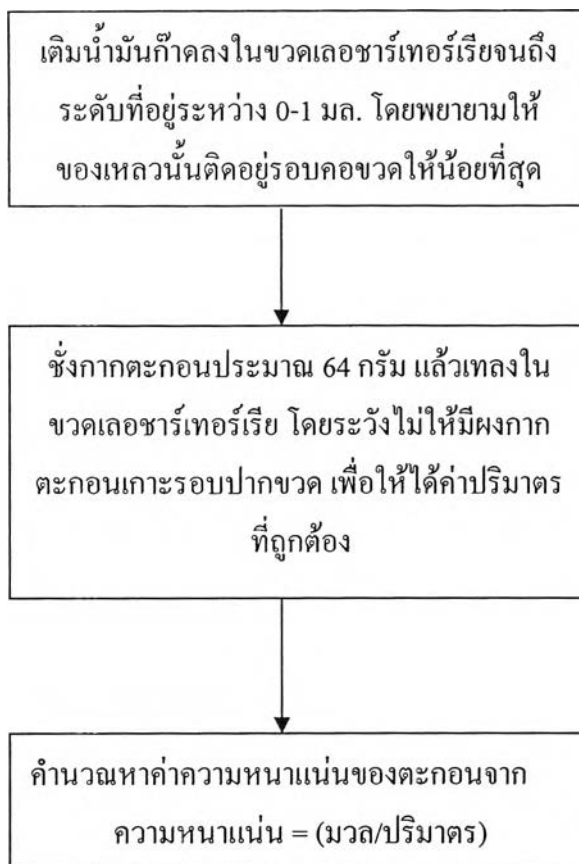 เติมน้ำมันก๊าดลงในขวดเลอชาร์เทอร์เรียจนถึง
ระดับที่อยู่ระหว่าง 0-1 มล. โดยพยายามให้
ของเหลวนั้นติดอยู่รอบคอขวดให้น้อยที่สุด
ชั่งกากตะกอนประมาณ 64 กรัม แล้วเทลงใน
ขวดเลอชาร์เทอร์เรีย โดยระวังไม่ให้มีผงกาก
ตะกอนเกาะรอบปากขวด เพื่อให้ได้ค่าปริมาตร
ที่ถูกต้อง
คำนวณหาค่าความหนาแน่นของตะกอนจาก
ความหนาแน่น = (มวล/ปริมาตร)